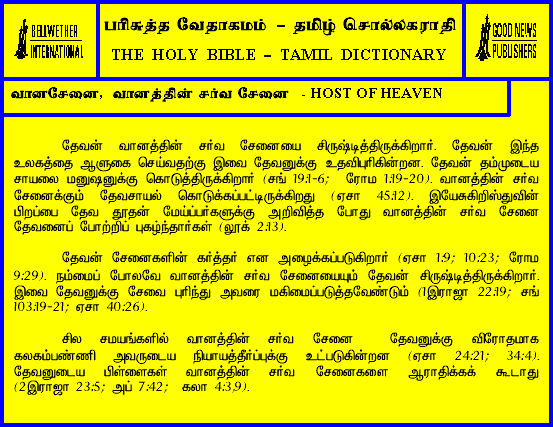 BELLWETHER
INTERNATIONAL
பரிசுத்த வேதாகமம் – தமிழ் சொல்லகராதி
THE HOLY BIBLE – TAMIL DICTIONARY
GOOD NEWS
PUBLISHERS
வானசேனை, வானத்தின் சர்வ சேனை - HOST OF HEAVEN
தேவன் வானத்தின் சர்வ சேனையை சிருஷ்டித்திருக்கிறார். தேவன் இந்த
உலகத்தை ஆளுகை செய்வதற்கு இவை தேவனுக்கு உதவிபுரிகின்றன. தேவன் தம்முடைய
சாயலை மனுஷனுக்கு கொடுத்திருக்கிறார் (சங் 19:1-6; ரோம 1:19-20). வானத்தின் சர்வ
சேனைக்கும் தேவசாயல் கொடுக்கப்பட்டிருக்கிறது (ஏசா 45:12). இயேசுகிறிஸ்துவின்
பிறப்பை தேவ தூதன் மேய்ப்பர்களுக்கு அறிவித்த போது வானத்தின் சர்வ சேனை
தேவனைப் போற்றிப் புகழ்ந்தார்கள் (லூக் 2:13).
தேவன் சேனைகளின் கர்த்தர் என அழைக்கப்படுகிறார் (ஏசா 1:9; 10:23; ரோம
9:29). நம்மைப் போலவே வானத்தின் சர்வ சேனையையும் தேவன் சிருஷ்டித்திருக்கிறார்.
இவை தேவனுக்கு சேவை புரிந்து அவரை மகிமைப்படுத்தவேண்டும் (1இராஜா 22:19; சங்
103:19-21; ஏசா 40:26).
சில சமயங்களில் வானத்தின் சர்வ சேனை தேவனுக்கு விரோதமாக
கலகம்பண்ணி அவருடைய நியாயத்தீர்ப்புக்கு உட்படுகின்றன (ஏசா 24:21; 34:4).
தேவனுடைய பிள்ளைகள் வானத்தின் சர்வ சேனைகளை ஆராதிக்கக் கூடாது
(2இராஜா 23:5; அப் 7:42; கலா 4:3,9).